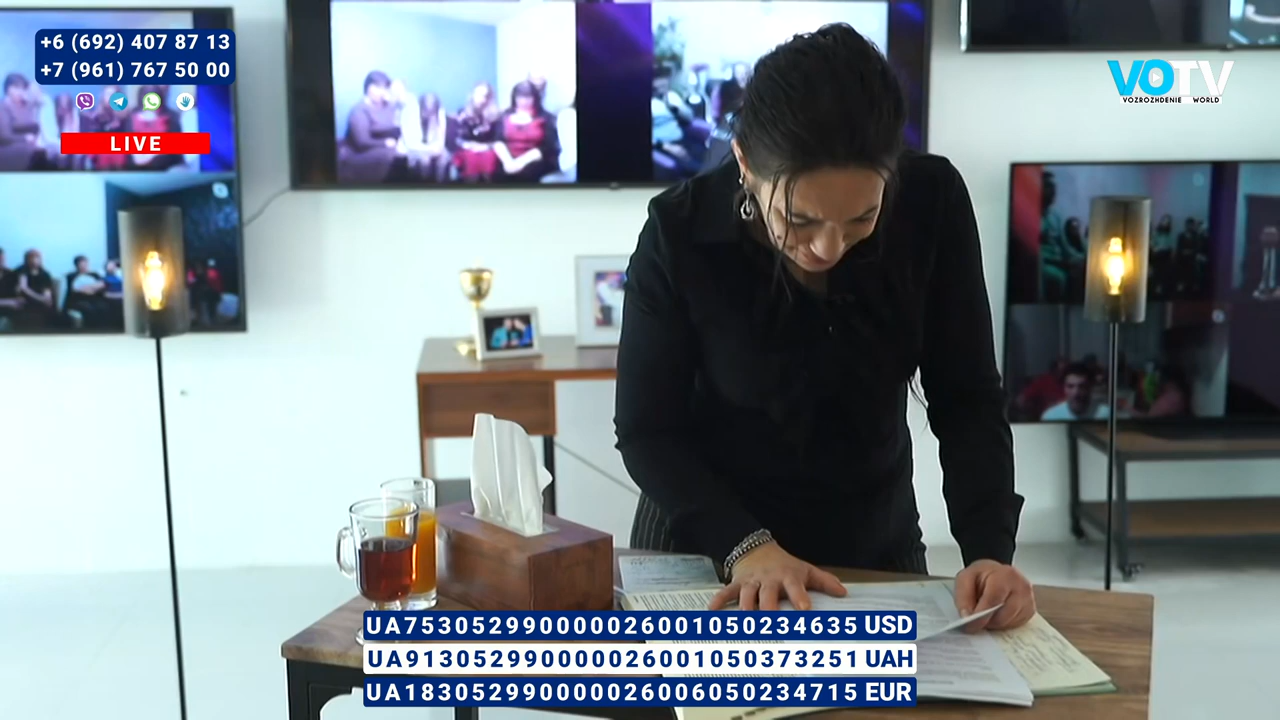 +6 (692) 407 87 13
+7 (961) 767 50 00
LIVE
VOTV
VOZROZHDENIE WORLD
UA753052990000026001050234635 USD
UA913052990000026001050373251 UAH
UA183052990000026006050234715 EUR